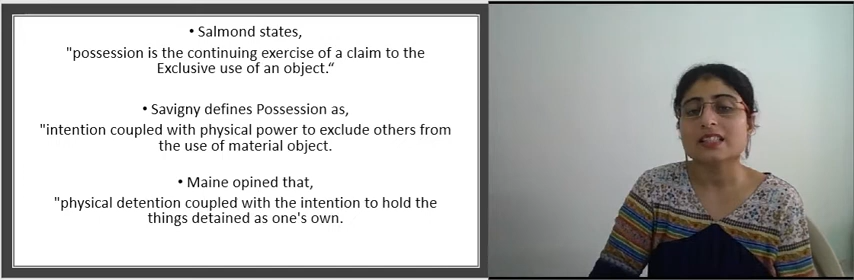 • Salmond states,
"possession is the continuing exercise of a claim to the
Exclusive use of an object.“
• Savigny defines Possession as,
"intention coupled with physical power to exclude others from
the use of material object.
• Maine opined that,
"physical detention coupled with the intention to hold the
things detained as one's own.